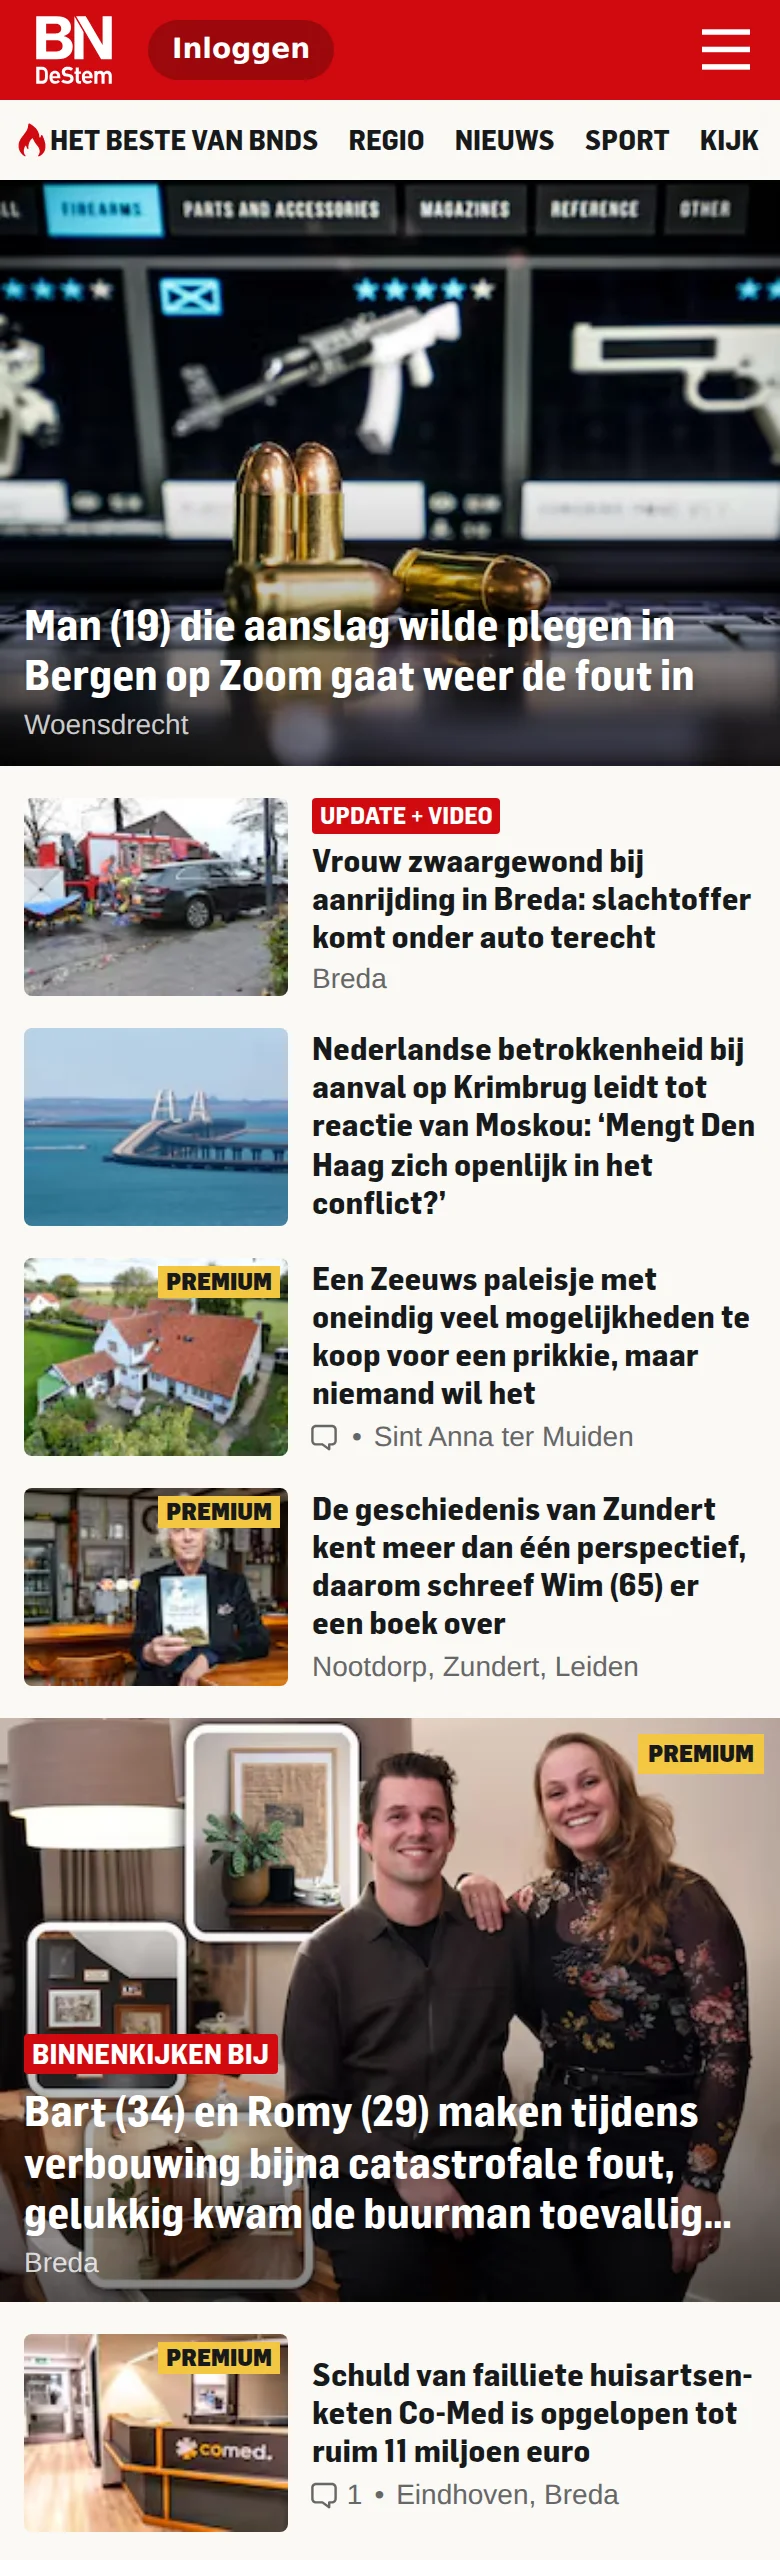 BN
DeStem
Inloggen
HET BESTE VAN BNDS REGIO NIEUWS SPORT KIJK
FIREARMS PARTS AND ACCESSORIES MAGAZINES REFERENCE OTHER
Man (19) die aanslag wilde plegen in
Bergen op Zoom gaat weer de fout in
Woensdrecht
UPDATE + VIDEO
Vrouw zwaargewond bij
aanrijding in Breda: slachtoffer
komt onder auto terecht
Breda
Nederlandse betrokkenheid bij
aanval op Krimbrug leidt tot
reactie van Moskou: ‘Mengt Den
Haag zich openlijk in het
conflict?’
PREMIUM
Een Zeeuws paleisje met
oneindig veel mogelijkheden te
koop voor een prikkie, maar
niemand wil het
• Sint Anna ter Muiden
PREMIUM
De geschiedenis van Zundert
kent meer dan één perspectief,
daarom schreef Wim (65) er
een boek over
Nootdorp, Zundert, Leiden
PREMIUM
BINNENKIJKEN BIJ
Bart (34) en Romy (29) maken tijdens
verbouwing bijna catastrofale fout,
gelukkig kwam de buurman toevallig...
Breda
PREMIUM
comed.
Schuld van failliete huisartsen-
keten Co-Med is opgelopen tot
ruim 11 miljoen euro
1 • Eindhoven, Breda